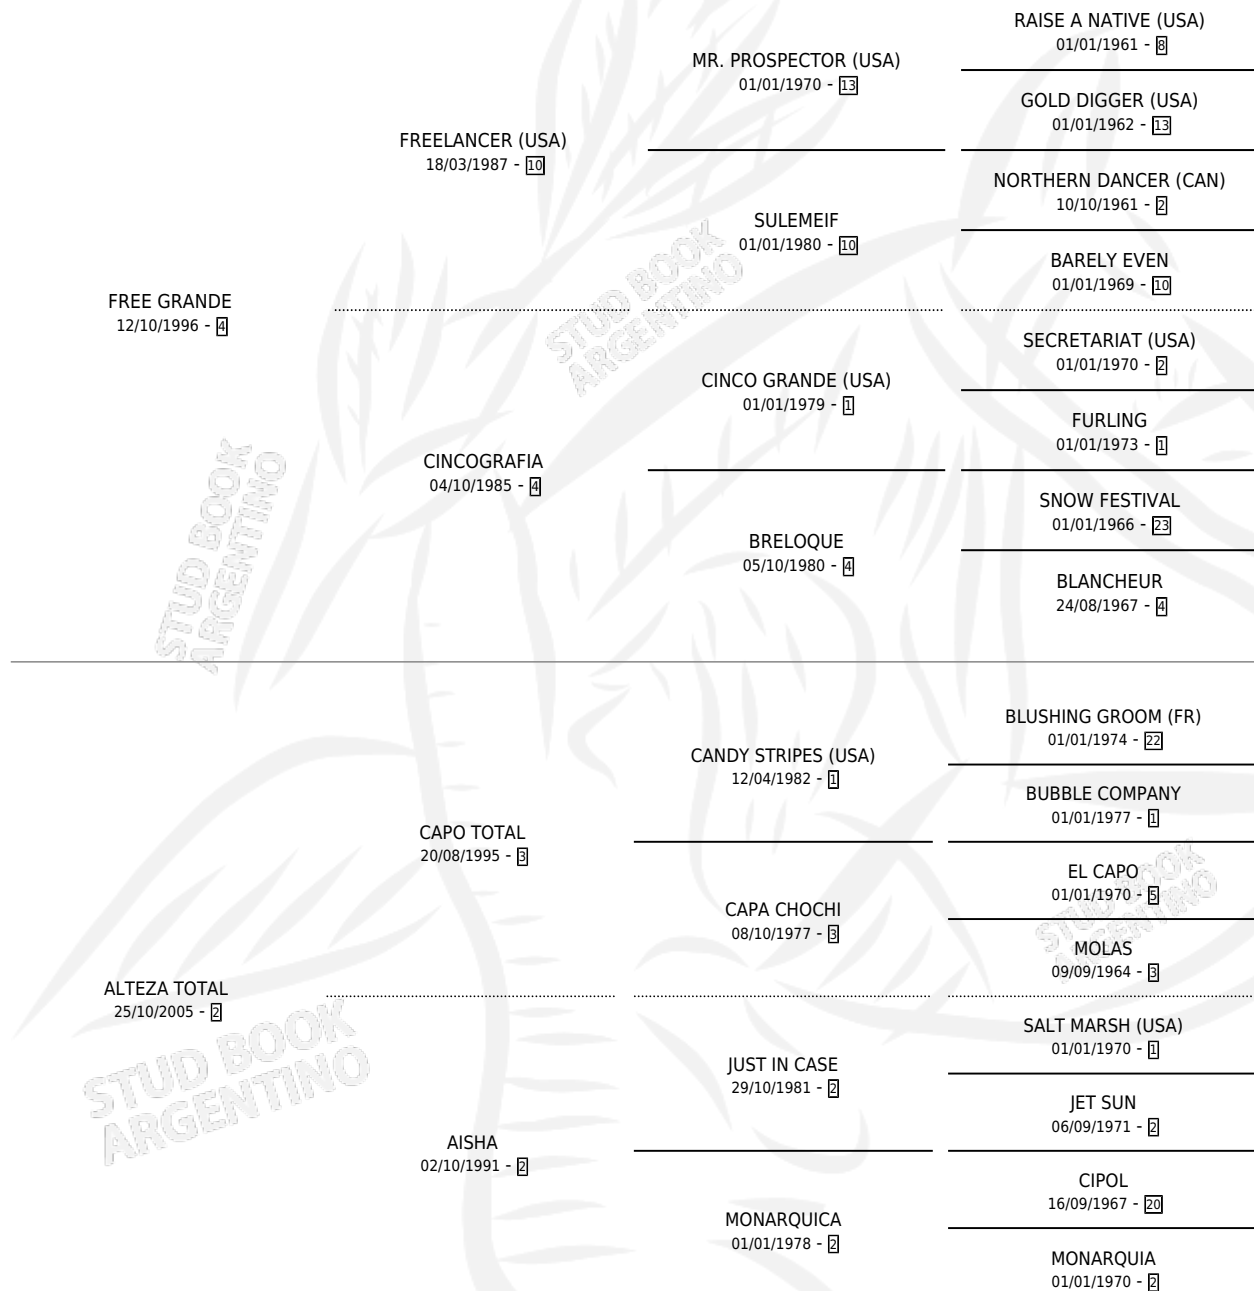 RAISE A NATIVE (USA)
01/01/1961 - 8
MR. PROSPECTOR (USA)
01/01/1970 - 13
GOLD DIGGER (USA)
01/01/1962 - 13
FREELANCER (USA)
18/03/1987 - 10
NORTHERN DANCER (CAN)
10/10/1961 - 2
SULEMEIF
01/01/1980 - 10
BARELY EVEN
01/01/1969 - 10
FREE GRANDE
12/10/1996 - 4
SECRETARIAT (USA)
01/01/1970 - 2
CINCO GRANDE (USA)
01/01/1979 - 1
FURLING
01/01/1973 - 1
CINCOGRAFIA
04/10/1985 - 4
SNOW FESTIVAL
01/01/1966 - 23
BRELOQUE
05/10/1980 - 4
BLANCHEUR
24/08/1967 - 4
BLUSHING GROOM (FR)
01/01/1974 - 22
CANDY STRIPES (USA)
12/04/1982 - 1
BUBBLE COMPANY
01/01/1977 - 1
CAPO TOTAL
20/08/1995 - 3
EL CAPO
01/01/1970 - 5
CAPA CHOCHI
08/10/1977 - 3
MOLAS
09/09/1964 - 3
ALTEZA TOTAL
25/10/2005 - 2
SALT MARSH (USA)
01/01/1970 - 1
JUST IN CASE
29/10/1981 - 2
JET SUN
06/09/1971 - 2
AISHA
02/10/1991 - 2
CIPOL
16/09/1967 - 20
MONARQUICA
01/01/1978 - 2
MONARQUIA
01/01/1970 - 2
STUD BOOK
ARGENTINO
STUD BOOK
ARGENTINO
STUD BOOK
ARGENTINO
STUD BOOK
ARGENTINO